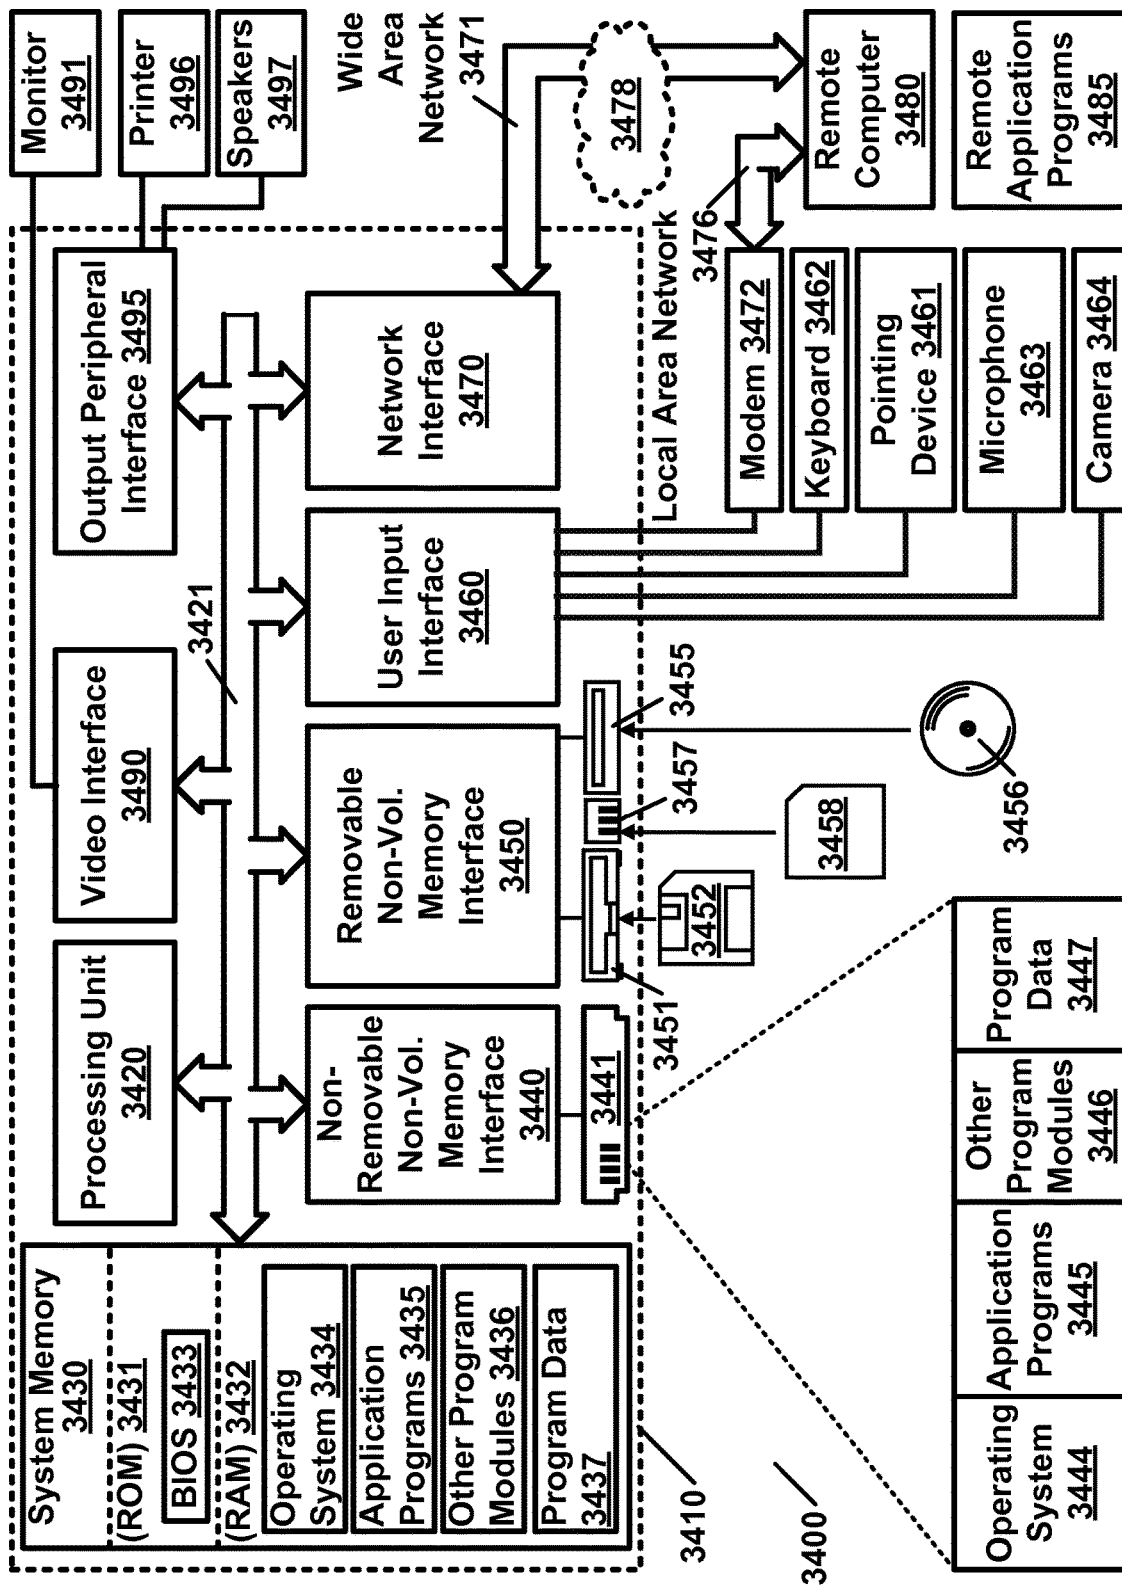 System Memory
3430
(ROM) 3431
BIOS 3433
(RAM) 3432
Operating
System 3434
Application
Programs 3435
Other Program
Modules 3436
Program Data
3437
Processing Unit
3420
Video Interface
3490
Output Peripheral
Interface 3495
Monitor
3491
Printer
3496
Speakers
3497
3421
Non-
Removable
Non-Vol.
Memory
Interface
3440
Removable
Non-Vol.
Memory
Interface
3450
User Input
Interface
3460
Network
Interface
3470
Wide
Area
Network
3471
3478
3441
3451
3452
3457
3455
3458
3456
Local Area Network
3476
Modem 3472
Keyboard 3462
Pointing
Device 3461
Microphone
3463
Camera 3464
Remote
Computer
3480
Remote
Application
Programs
3485
3410
3400
Operating
System
3444
Application
Programs
3445
Other
Program
Modules
3446
Program
Data
3447